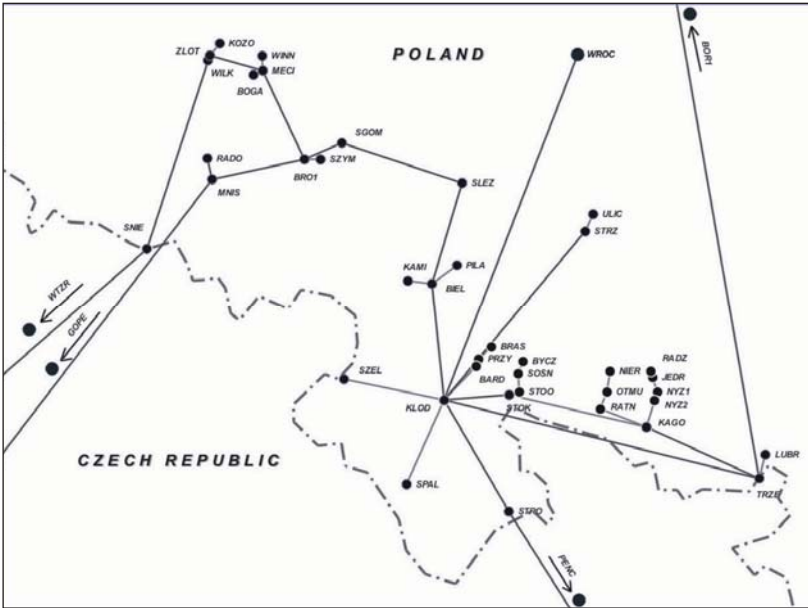 KOZO
ZLOT
WINN
WILK
MECI
BOGA
POLAND
WROC
BOR1
SGOM
RADO
SZYM
BRO1
MNIS
SLEZ
SNIE
ULIC
STRZ
KAMI
PILA
BIEL
WTZR
GOPE
BRAS
PRZY
BYCZ
SOSN
BARD
SZEL
KLOD
STOO
STOK
NIER
RADZ
JEDR
OTMU
NYZ1
NYZ2
RATN
KAGO
CZECH REPUBLIC
SPAL
STRO
LUBR
TRZE
PENC